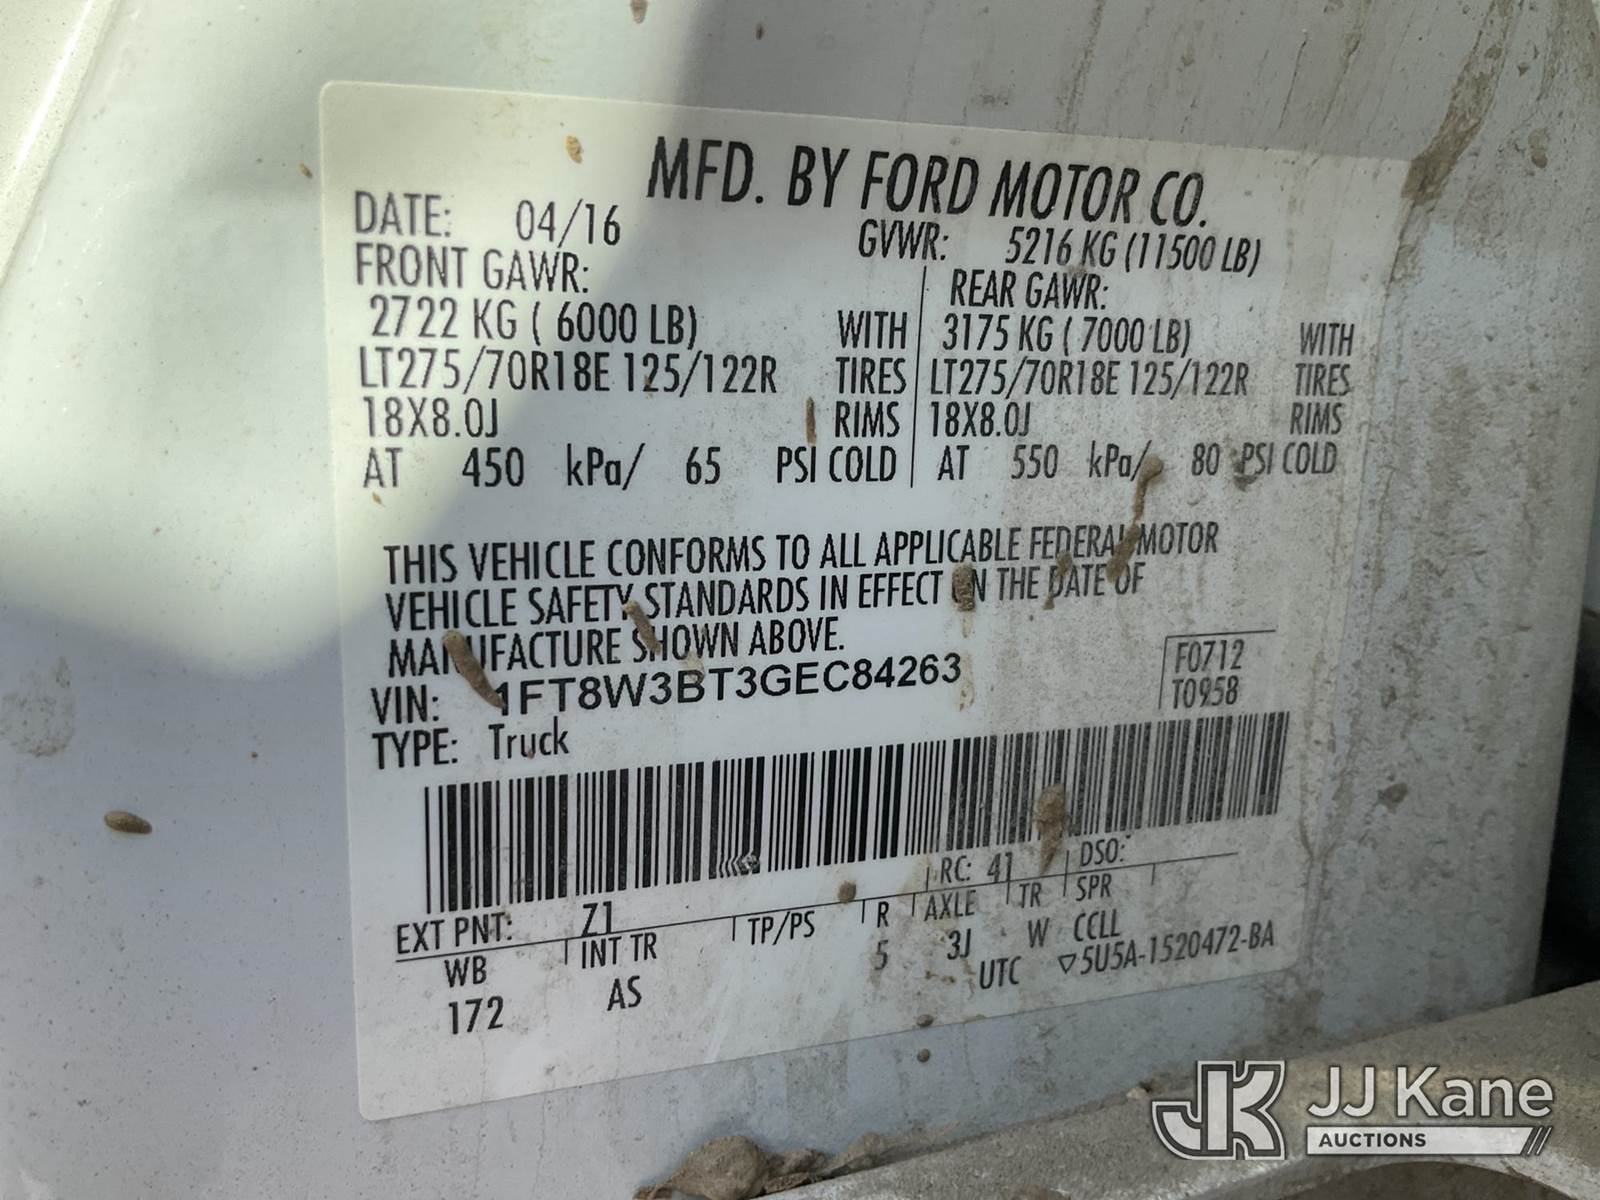 MFD. BY FORD MOTOR CO.
DATE: 04/16 GVWR: 5216 KG (11500 LB)
FRONT GAWR: REAR GAWR:
2722 KG ( 6000 LB) WITH 3175 KG ( 7000 LB) WITH
LT275/70R18E 125/122R TIRES LT275/70R18E 125/122R TIRES
18X8.0J RIMS 18X8.0J RIMS
AT 450 kPa/ 65 PSI COLD AT 550 kPa/ 80 PSI COLD
THIS VEHICLE CONFORMS TO ALL APPLICABLE FEDERAL MOTOR
VEHICLE SAFETY STANDARDS IN EFFECT ON THE DATE OF
MANUFACTURE SHOWN ABOVE.
VIN: 1FT8W3BT3GEC84263 F0712
TYPE: Truck T0958
EXT PNT: Z1 RC: 41 DSO:
WB INT TR TP/PS R AXLE TR SPR
172 AS 5 3J W CCLL
UTC ▽5U5A-1520472-BA
JK JJ Kane
AUCTIONS